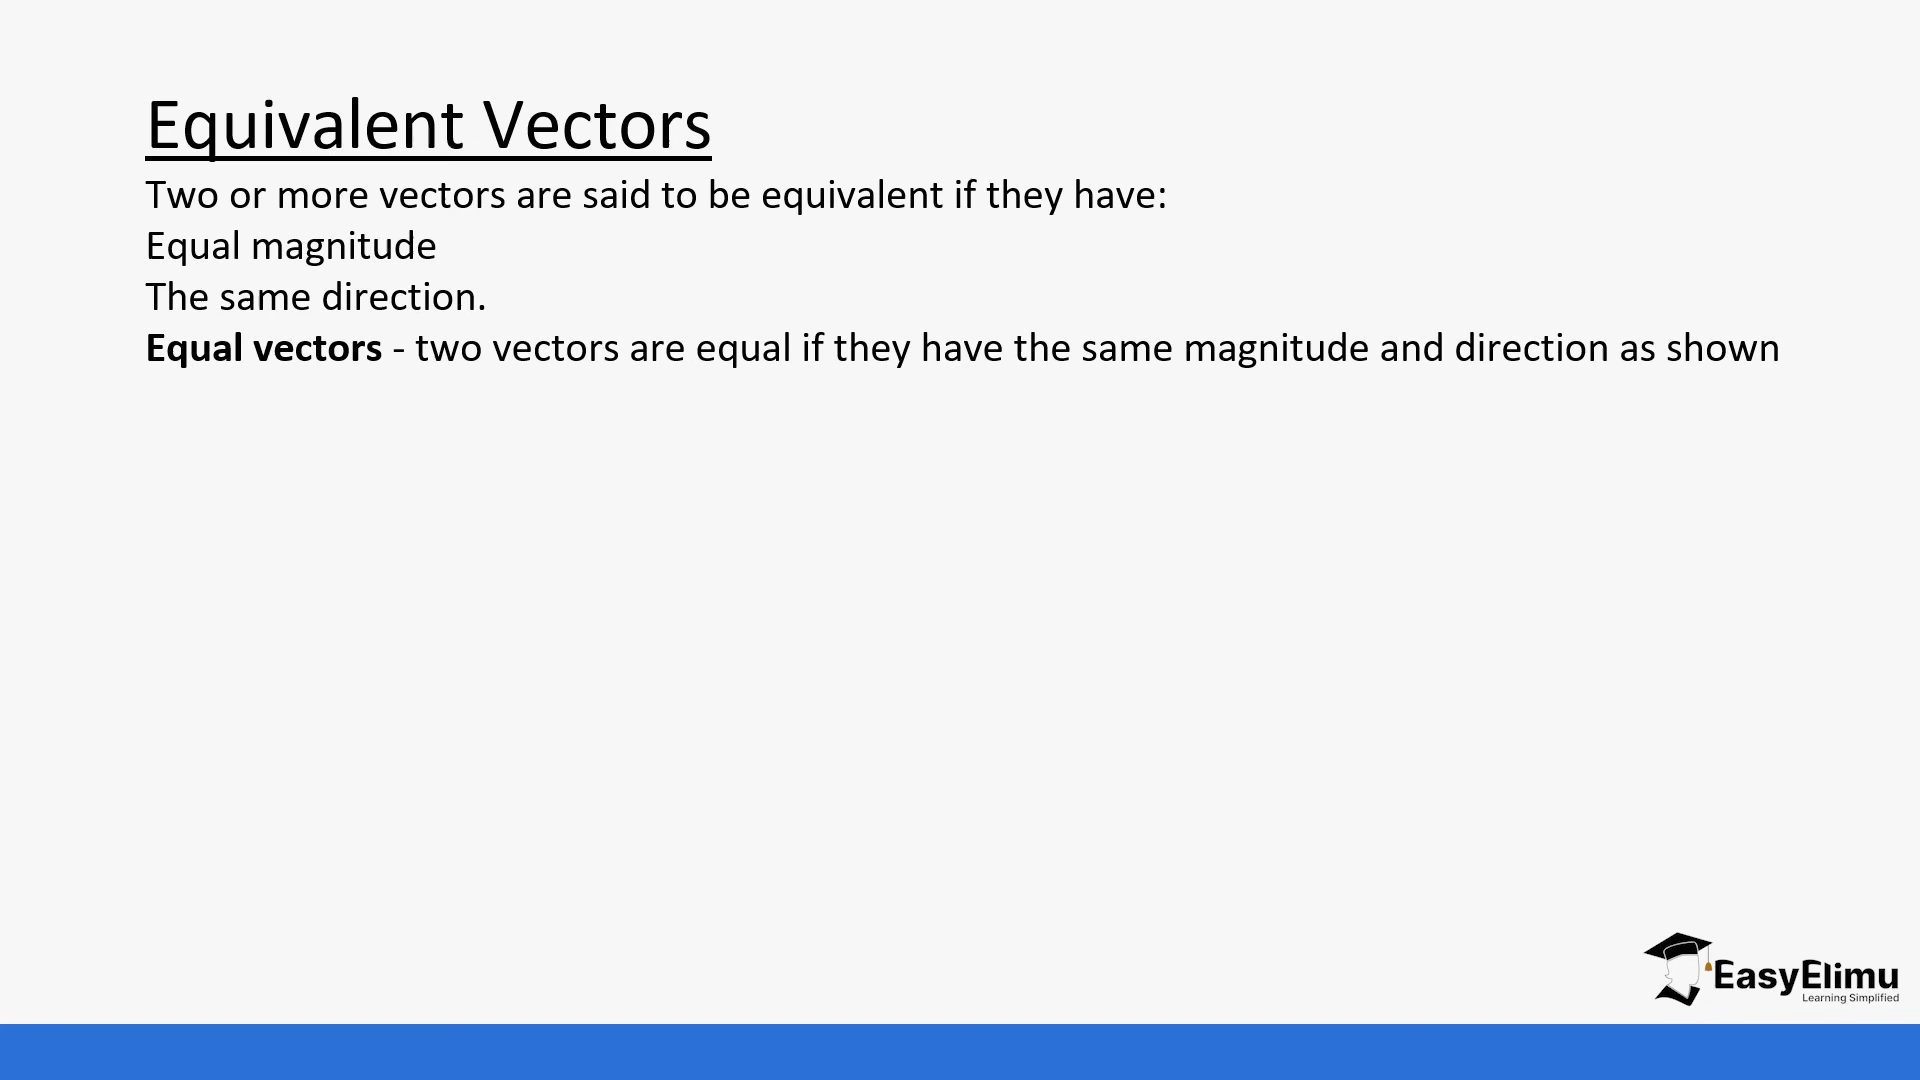 Equivalent Vectors
Two or more vectors are said to be equivalent if they have:
Equal magnitude
The same direction.
Equal vectors - two vectors are equal if they have the same magnitude and direction as shown
EasyElimu
Learning Simplified